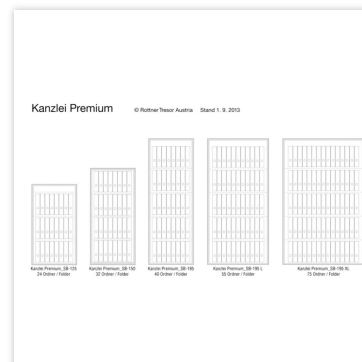 Kanzlei Premium © Rottner Tresor Austria Stand 1. 9. 2013
Kanzlei Premium_SB-125 Kanzlei Premium_SB-150 Kanzlei Premium_SB-195 Kanzlei Premium_SB-195 L Kanzlei Premium_SB-195 XL
24 Ordner / Folder 32 Ordner / Folder 40 Ordner / Folder 55 Ordner / Folder 75 Ordner / Folder